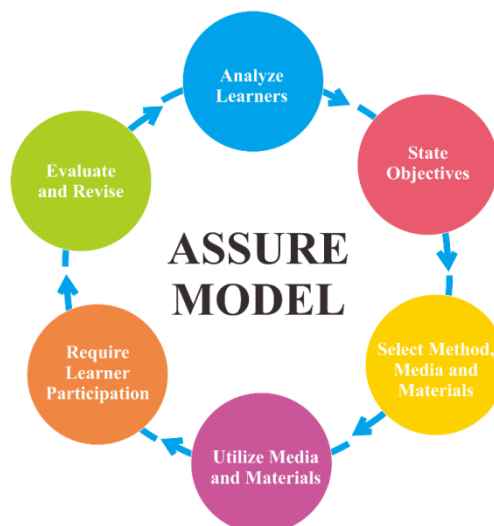 Analyze
Learners
State
Objectives
Select Method,
Media and
Materials
Utilize Media
and Materials
Require
Learner
Participation
Evaluate
and Revise
ASSURE
MODEL